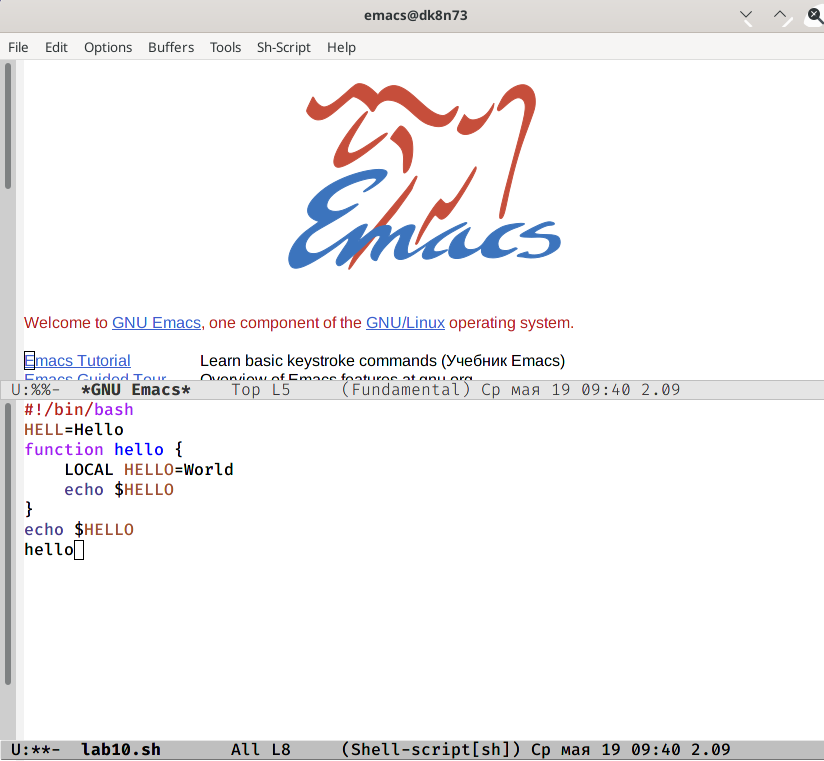 emacs@dk8n73
File Edit Options Buffers Tools Sh-Script Help
Emacs
Welcome to GNU Emacs, one component of the GNU/Linux operating system.
Emacs Tutorial Learn basic keystroke commands (Учебник Emacs)
Emacs Guided Tour Overview of Emacs features at gnu.org
U:%%- *GNU Emacs* Top L5 (Fundamental) Ср мая 19 09:40 2.09
#!/bin/bash
HELL=Hello
function hello {
    LOCAL HELLO=World
    echo $HELLO
}
echo $HELLO
hello
U:**- lab10.sh All L8 (Shell-script[sh]) Ср мая 19 09:40 2.09